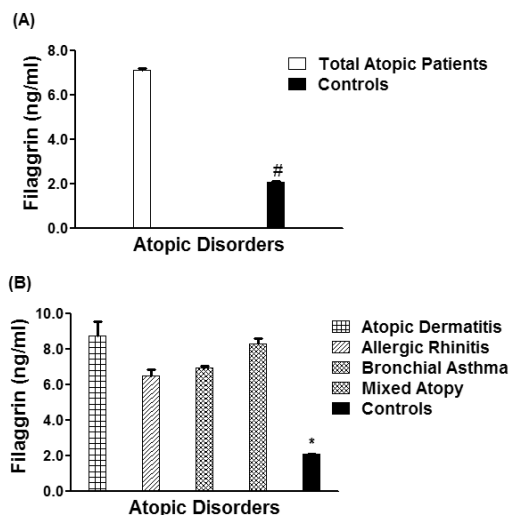 (A)
8.0
6.0
4.0
2.0
0.0
Filaggrin (ng/ml)
#
Total Atopic Patients
Controls
Atopic Disorders
(B)
10.0
8.0
6.0
4.0
2.0
0.0
Filaggrin (ng/ml)
*
Atopic Dermatitis
Allergic Rhinitis
Bronchial Asthma
Mixed Atopy
Controls
Atopic Disorders